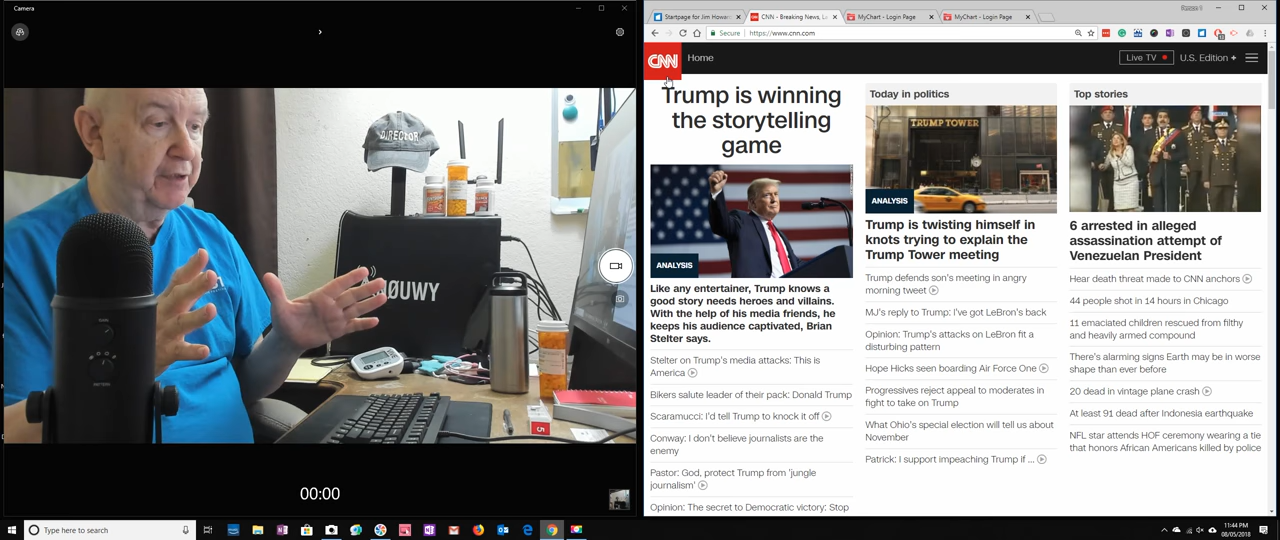 Camera
DIRECTOR
00:00
Startpage for Jim Howar
CNN - Breaking News, La
MyChart - Login Page
MyChart - Login Page
Secure
https://www.cnn.com
CNN
Home
Live TV
U.S. Edition +
Trump is winning
the storytelling
game
ANALYSIS
Like any entertainer, Trump knows a
good story needs heroes and villains.
With the help of his media friends, he
keeps his audience captivated, Brian
Stelter says.
Stelter on Trump's media attacks: This is
America
Bikers salute leader of their pack: Donald Trump
Scaramucci: I'd tell Trump to knock it off
Conway: I don't believe journalists are the
enemy
Pastor: God, protect Trump from 'jungle
journalism'
Opinion: The secret to Democratic victory: Stop
Today in politics
TRUMP TOWER
ANALYSIS
Trump is twisting himself in
knots trying to explain the
Trump Tower meeting
Trump defends son's meeting in angry
morning tweet
MJ's reply to Trump: I've got LeBron's back
Opinion: Trump's attacks on LeBron fit a
disturbing pattern
Hope Hicks seen boarding Air Force One
Progressives reject appeal to moderates in
fight to take on Trump
What Ohio's special election will tell us about
November
Patrick: I support impeaching Trump if ...
Top stories
6 arrested in alleged
assassination attempt of
Venezuelan President
Hear death threat made to CNN anchors
44 people shot in 14 hours in Chicago
11 emaciated children rescued from filthy
and heavily armed compound
There's alarming signs Earth may be in worse
shape than ever before
20 dead in vintage plane crash
At least 91 dead after Indonesia earthquake
NFL star attends HOF ceremony wearing a tie
that honors African Americans killed by police
Type here to search
11:44 PM
08/05/2018